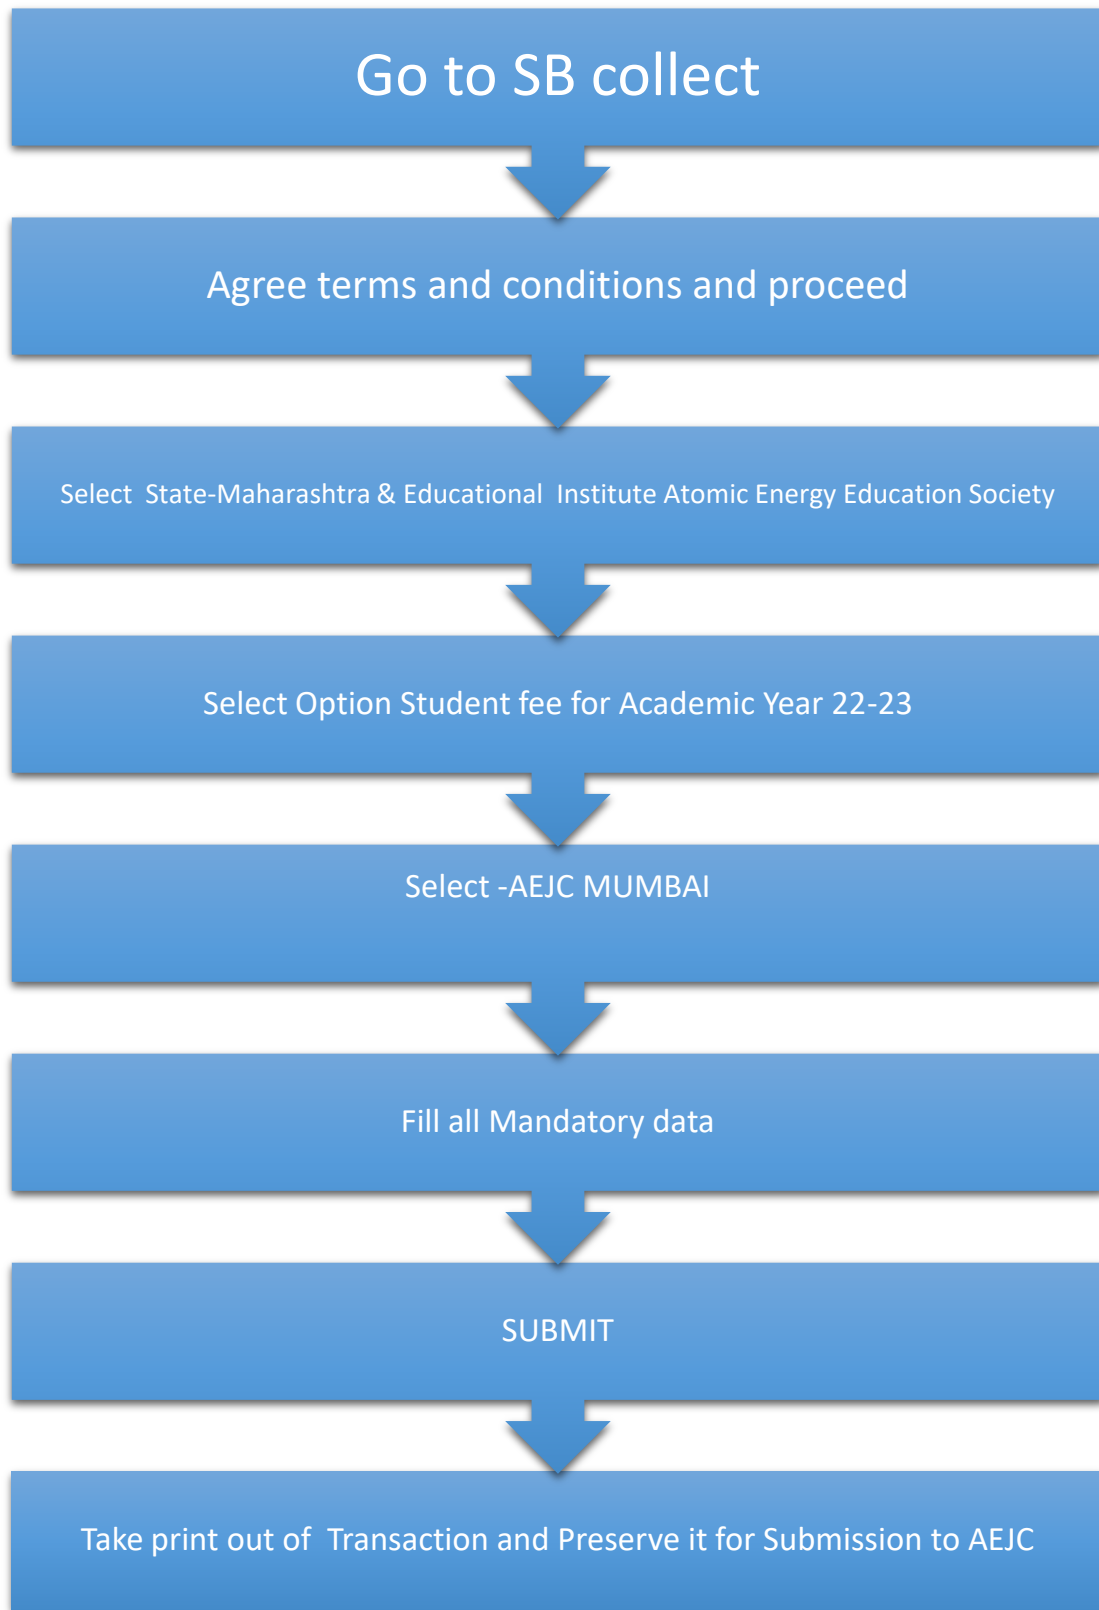 Go to SB collect
Agree terms and conditions and proceed
Select  State-Maharashtra & Educational  Institute Atomic Energy Education Society
Select Option Student fee for Academic Year 22-23
Select -AEJC MUMBAI
Fill all Mandatory data
SUBMIT
Take print out of  Transaction and Preserve it for Submission to AEJC